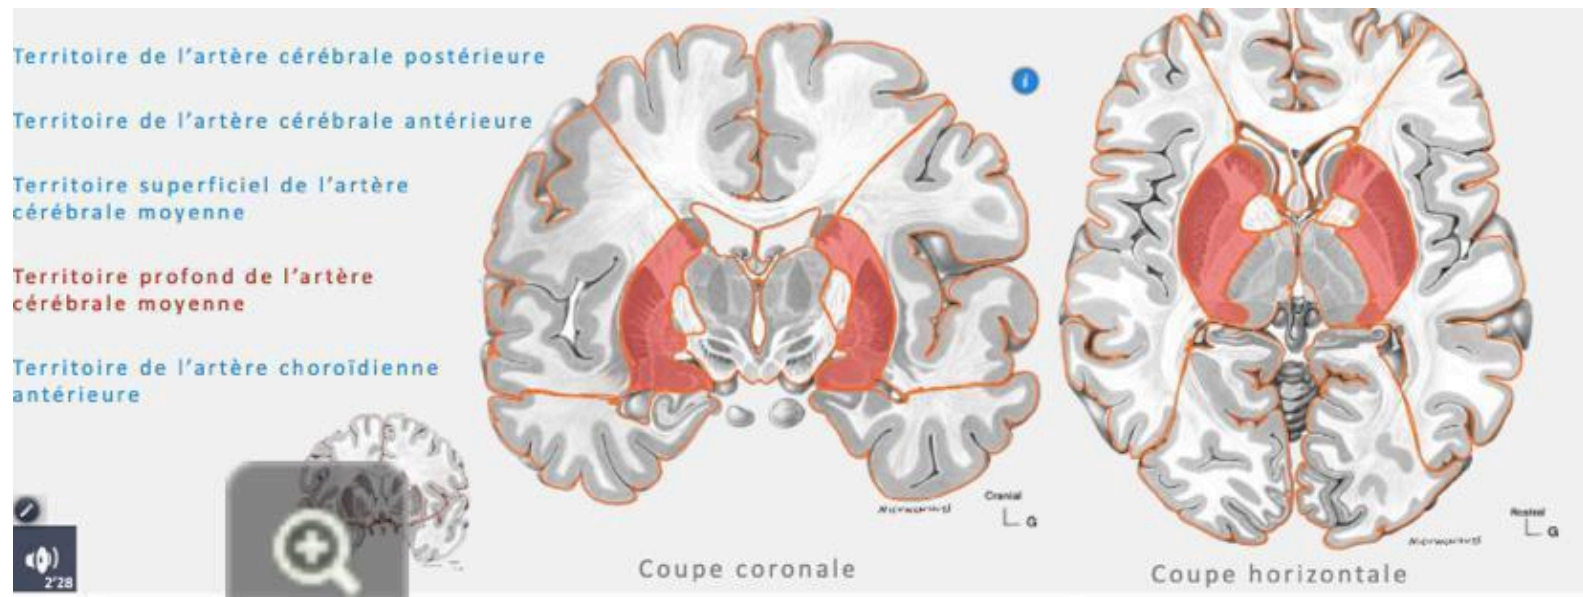 Territoire de l'artère cérébrale postérieure
Territoire de l'artère cérébrale antérieure
Territoire superficiel de l'artère
cérébrale moyenne
Territoire profond de l'artère
cérébrale moyenne
Territoire de l'artère choroïdienne
antérieure
2'28
i
Cranial
G
Coupe coronale
Rostral
G
Coupe horizontale